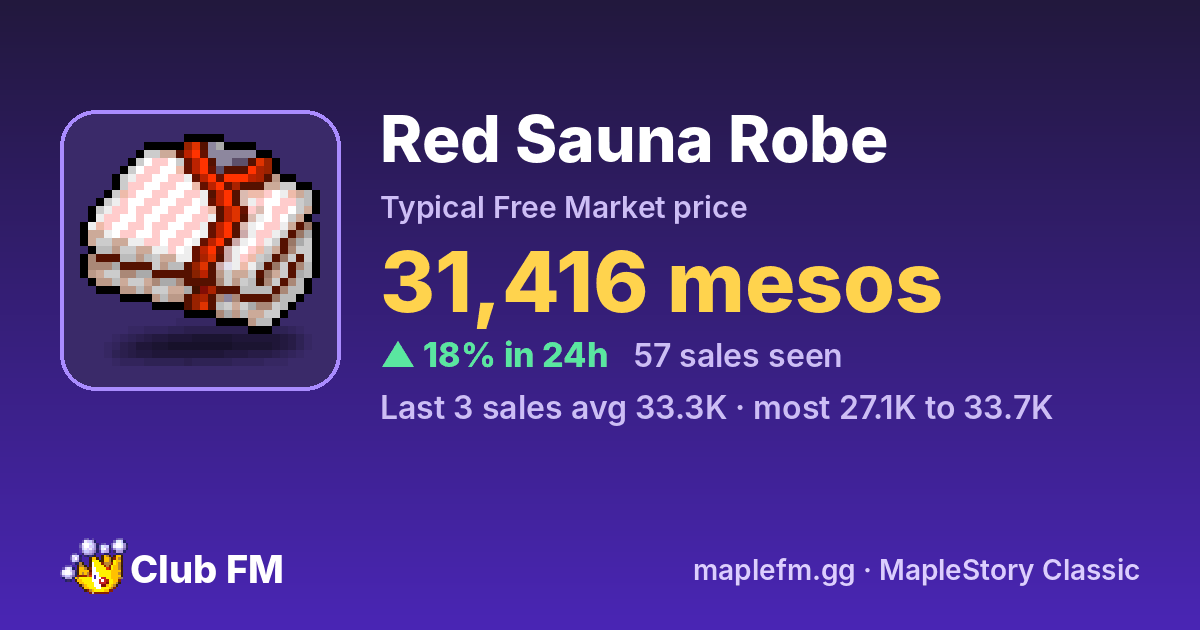 Red Sauna Robe
Typical Free Market price
31,416 mesos
▲ 18% in 24h 57 sales seen
Last 3 sales avg 33.3K · most 27.1K to 33.7K
Club FM
maplefm.gg · MapleStory Classic